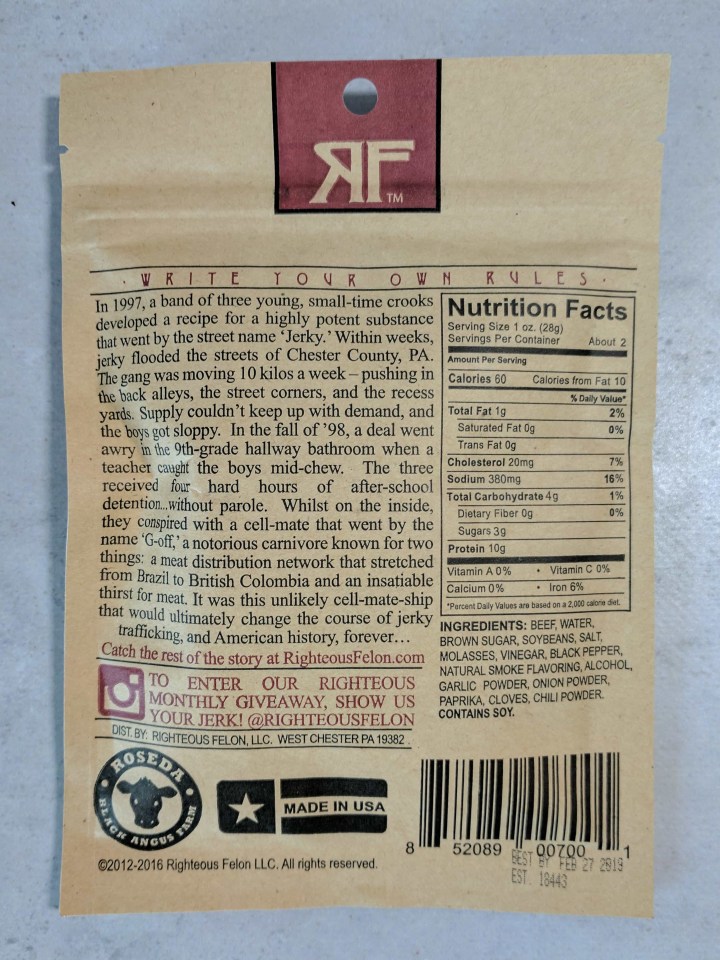 RF TM
· WRITE YOUR OWN RULES ·
In 1997, a band of three young, small-time crooks
developed a recipe for a highly potent substance
that went by the street name ‘Jerky.’ Within weeks,
jerky flooded the streets of Chester County, PA.
The gang was moving 10 kilos a week – pushing in
the back alleys, the street corners, and the recess
yards. Supply couldn’t keep up with demand, and
the boys got sloppy. In the fall of ’98, a deal went
awry in the 9th-grade hallway bathroom when a
teacher caught the boys mid-chew. The three
received four hard hours of after-school
detention...without parole. Whilst on the inside,
they conspired with a cell-mate that went by the
name ‘G-off,’ a notorious carnivore known for two
things: a meat distribution network that stretched
from Brazil to British Colombia and an insatiable
thirst for meat. It was this unlikely cell-mate-ship
that would ultimately change the course of jerky
trafficking, and American history, forever…
Catch the rest of the story at RighteousFelon.com
TO ENTER OUR RIGHTEOUS
MONTHLY GIVEAWAY, SHOW US
YOUR JERK! @RIGHTEOUSFELON
DIST. BY: RIGHTEOUS FELON, LLC. WEST CHESTER PA 19382.
Nutrition Facts
Serving Size 1 oz. (28g)
Servings Per Container About 2
Amount Per Serving
Calories 60 Calories from Fat 10
% Daily Value*
Total Fat 1g 2%
Saturated Fat 0g 0%
Trans Fat 0g
Cholesterol 20mg 7%
Sodium 380mg 16%
Total Carbohydrate 4g 1%
Dietary Fiber 0g 0%
Sugars 3g
Protein 10g
Vitamin A 0% • Vitamin C 0%
Calcium 0% • Iron 6%
*Percent Daily Values are based on a 2,000 calorie diet.
INGREDIENTS: BEEF, WATER,
BROWN SUGAR, SOYBEANS, SALT,
MOLASSES, VINEGAR, BLACK PEPPER,
NATURAL SMOKE FLAVORING, ALCOHOL,
GARLIC POWDER, ONION POWDER,
PAPRIKA, CLOVES, CHILI POWDER.
CONTAINS SOY.
ROSEDA
BLACK ANGUS FARM
MADE IN USA
©2012-2016 Righteous Felon LLC. All rights reserved.
8 52089 00700 1
BEST BY FEB 27 2019
EST. 18443